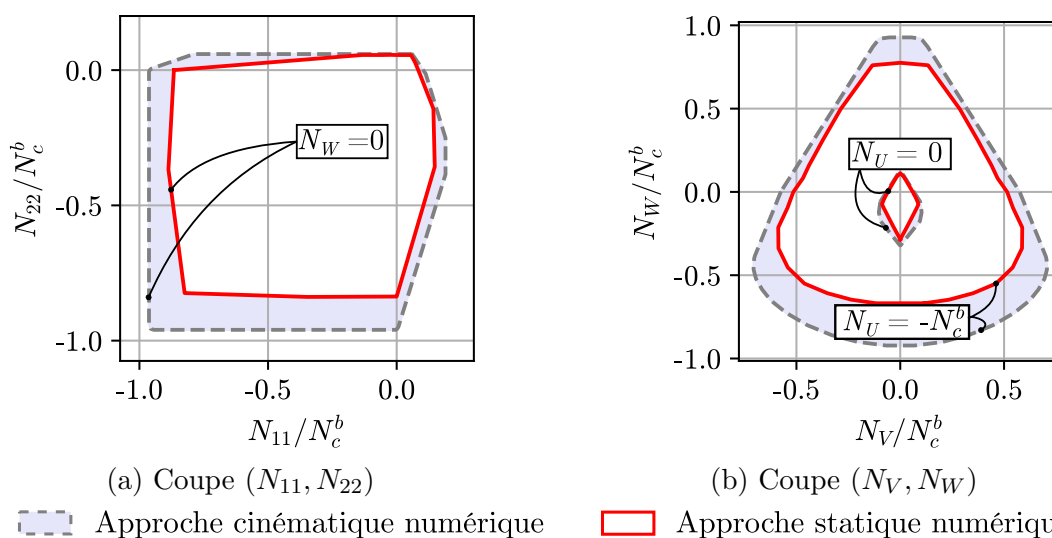 0.0
-0.5
-1.0
N_{22}/N_c^b
N_W = 0
-1.0 -0.5 0.0
N_{11}/N_c^b
(a) Coupe (N_{11}, N_{22})
1.0
0.5
0.0
-0.5
-1.0
N_W/N_c^b
N_U = 0
N_U = -N_c^b
-0.5 0.0 0.5
N_V/N_c^b
(b) Coupe (N_V, N_W)
Approche cinématique numérique
Approche statique numériqu